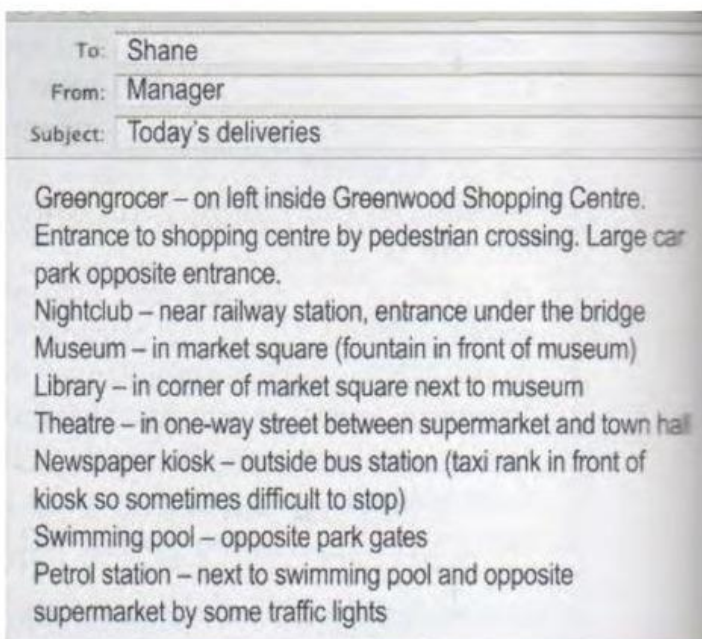 To: Shane
From: Manager
Subject: Today's deliveries
Greengrocer – on left inside Greenwood Shopping Centre.
Entrance to shopping centre by pedestrian crossing. Large car
park opposite entrance.
Nightclub – near railway station, entrance under the bridge
Museum – in market square (fountain in front of museum)
Library – in corner of market square next to museum
Theatre – in one-way street between supermarket and town hall
Newspaper kiosk – outside bus station (taxi rank in front of
kiosk so sometimes difficult to stop)
Swimming pool – opposite park gates
Petrol station – next to swimming pool and opposite
supermarket by some traffic lights